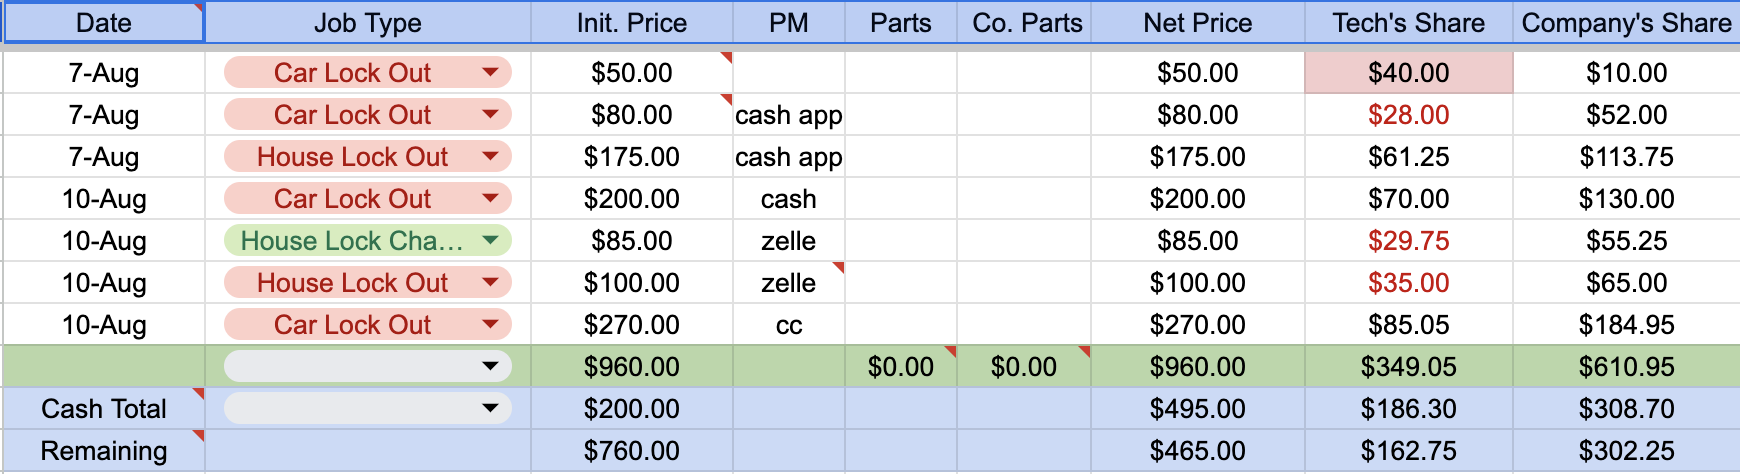 Date Job Type Init. Price PM Parts Co. Parts Net Price Tech's Share Company's Share
7-Aug Car Lock Out $50.00 $50.00 $40.00 $10.00
7-Aug Car Lock Out $80.00 cash app $80.00 $28.00 $52.00
7-Aug House Lock Out $175.00 cash app $175.00 $61.25 $113.75
10-Aug Car Lock Out $200.00 cash $200.00 $70.00 $130.00
10-Aug House Lock Cha... $85.00 zelle $85.00 $29.75 $55.25
10-Aug House Lock Out $100.00 zelle $100.00 $35.00 $65.00
10-Aug Car Lock Out $270.00 cc $270.00 $85.05 $184.95
$960.00 $0.00 $0.00 $960.00 $349.05 $610.95
Cash Total $200.00 $495.00 $186.30 $308.70
Remaining $760.00 $465.00 $162.75 $302.25